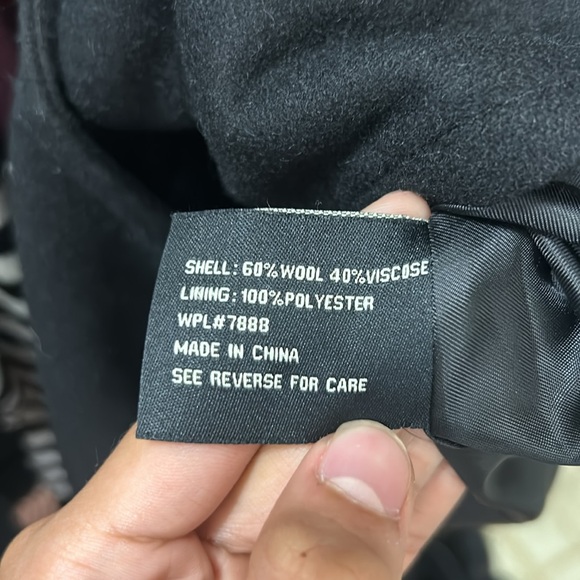 SHELL: 60%WOOL 40%VISCOSE
LINING: 100%POLYESTER
WPL#7888
MADE IN CHINA
SEE REVERSE FOR CARE